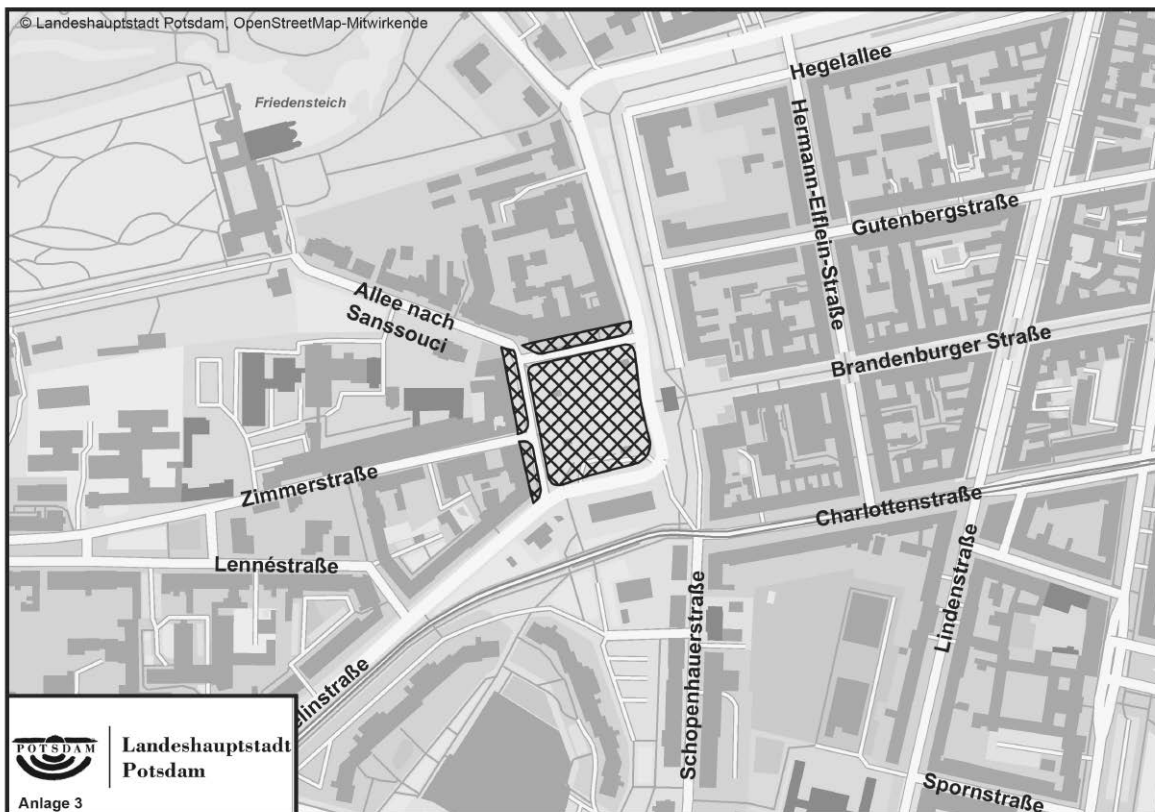 © Landeshauptstadt Potsdam, OpenStreetMap-Mitwirkende
Hegelallee
Friedensteich
Hermann-Elflein-Straße
Gutenbergstraße
Allee nach
Sanssouci
Brandenburger Straße
Zimmerstraße
Charlottenstraße
Lennéstraße
Lindenstraße
Schopenhauerstraße
elinstraße
POTSDAM
Landeshauptstadt
Potsdam
Spornstraße
Anlage 3